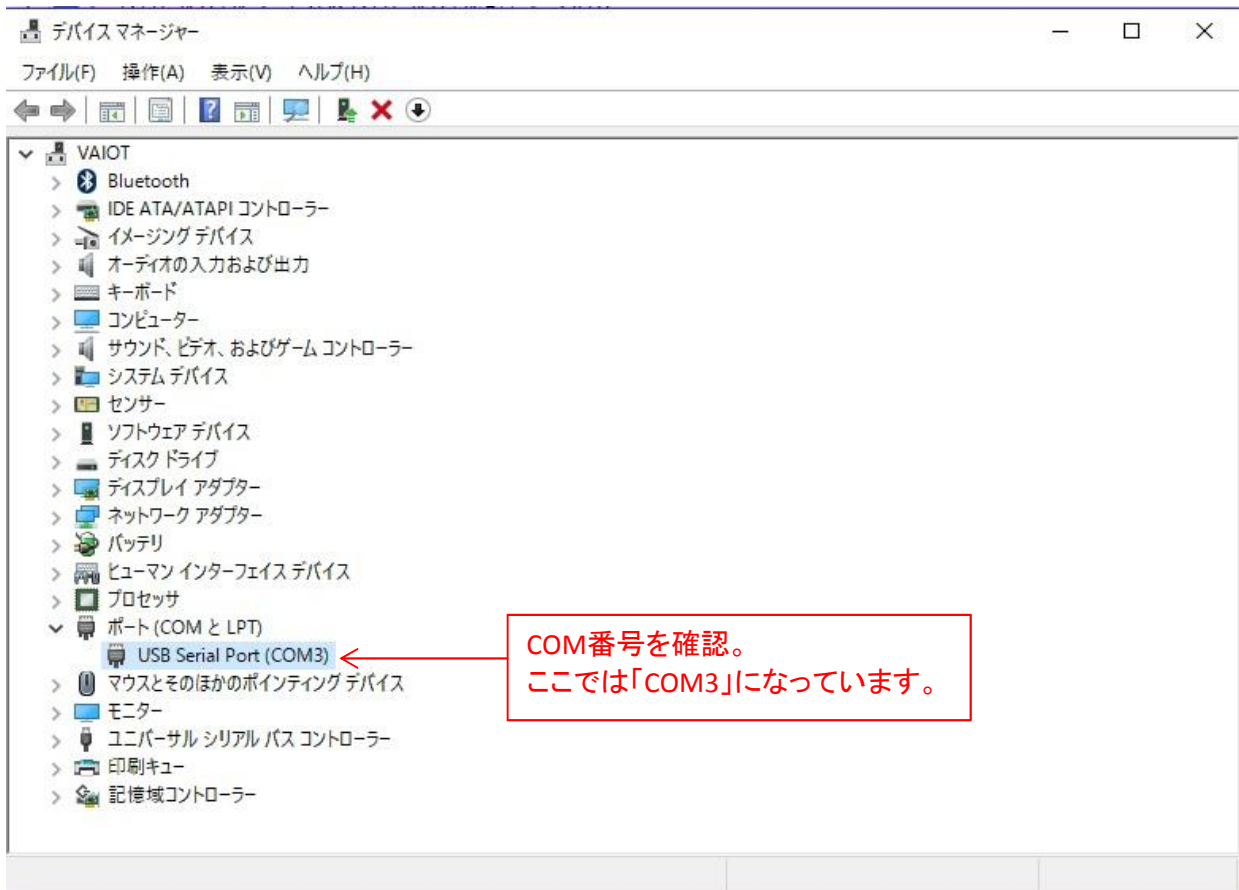 デバイス マネージャー
ファイル(F) 操作(A) 表示(V) ヘルプ(H)
VAIOT
Bluetooth
IDE ATA/ATAPI コントローラー
イメージング デバイス
オーディオの入力および出力
キーボード
コンピューター
サウンド、ビデオ、およびゲーム コントローラー
システム デバイス
センサー
ソフトウェア デバイス
ディスク ドライブ
ディスプレイ アダプター
ネットワーク アダプター
バッテリ
ヒューマン インターフェイス デバイス
プロセッサ
ポート (COM と LPT)
USB Serial Port (COM3)
COM番号を確認。
ここでは「COM3」になっています。
マウスとそのほかのポインティング デバイス
モニター
ユニバーサル シリアル バス コントローラー
印刷キュー
記憶域コントローラー